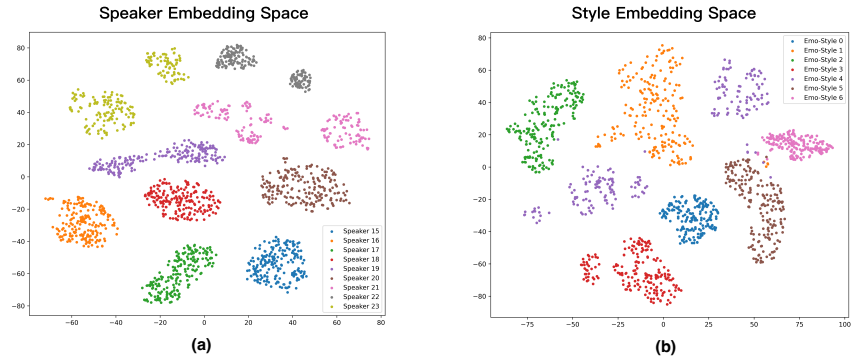 Speaker Embedding Space
80
60
40
20
0
−20
−40
−60
−80
−60
−40
−20
0
20
40
60
80
Speaker 15
Speaker 16
Speaker 17
Speaker 18
Speaker 19
Speaker 20
Speaker 21
Speaker 22
Speaker 23
(a)
Style Embedding Space
80
60
40
20
0
−20
−40
−60
−80
−75
−50
−25
0
25
50
75
100
Emo-Style 0
Emo-Style 1
Emo-Style 2
Emo-Style 3
Emo-Style 4
Emo-Style 5
Emo-Style 6
(b)